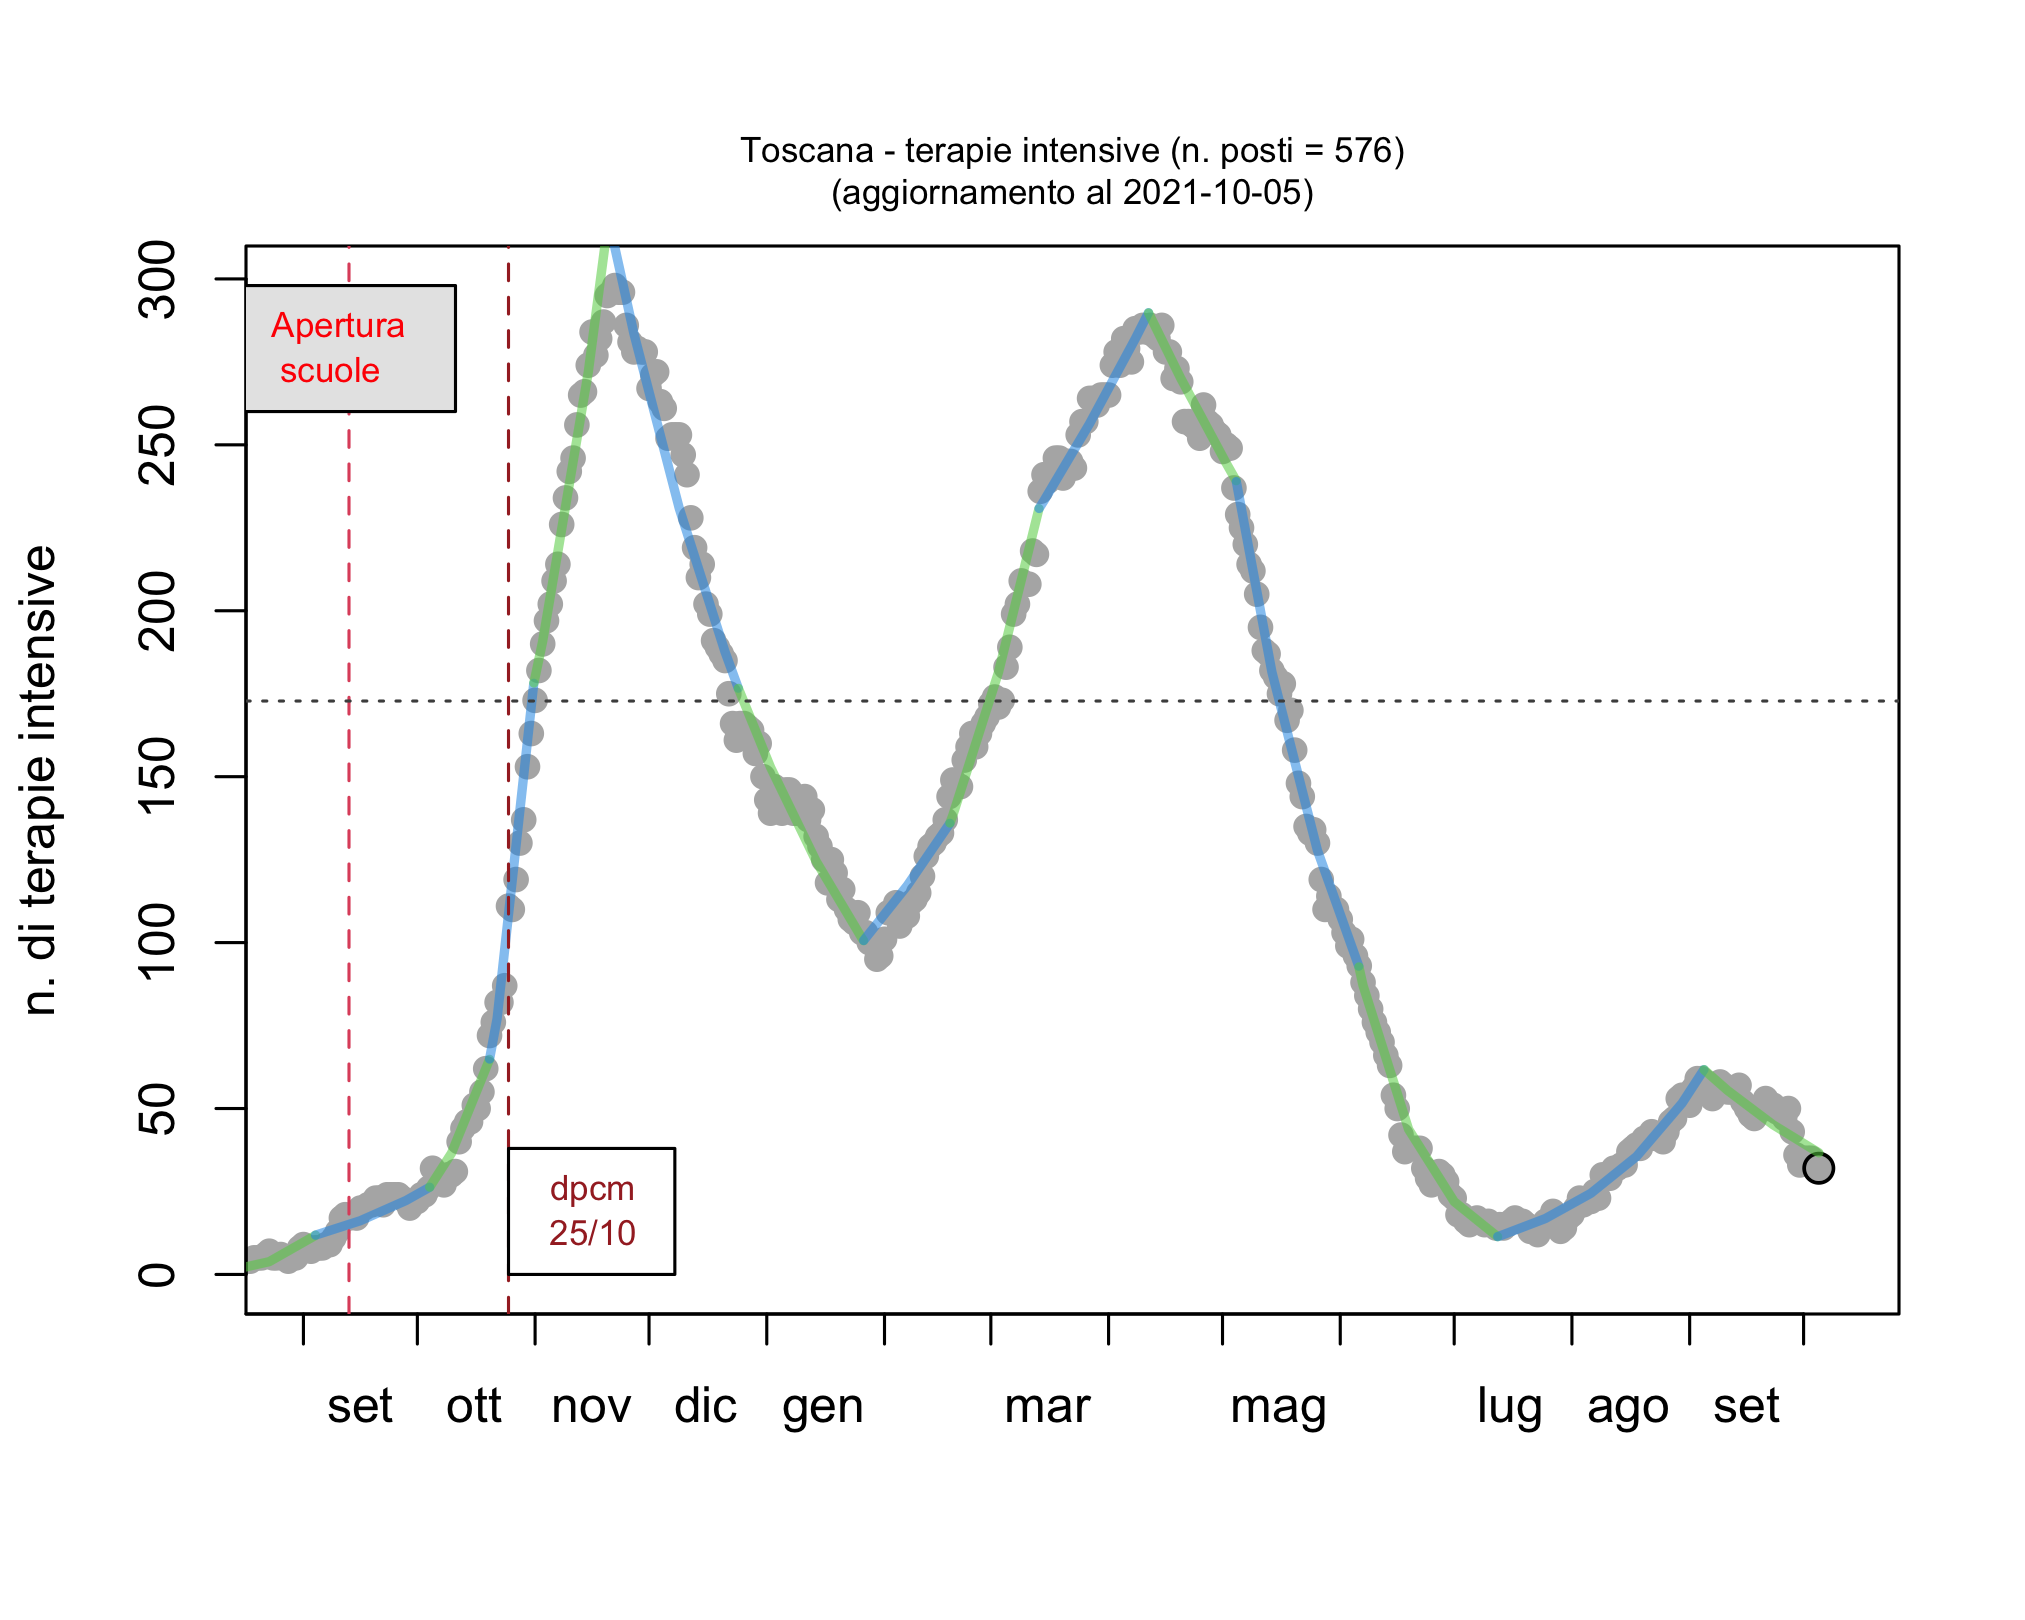 Toscana - terapie intensive (n. posti = 576)
(aggiornamento al 2021-10-05)
n. di terapie intensive
300
250
200
150
100
50
0
Apertura
scuole
dpcm
25/10
set ott nov dic gen mar mag lug ago set